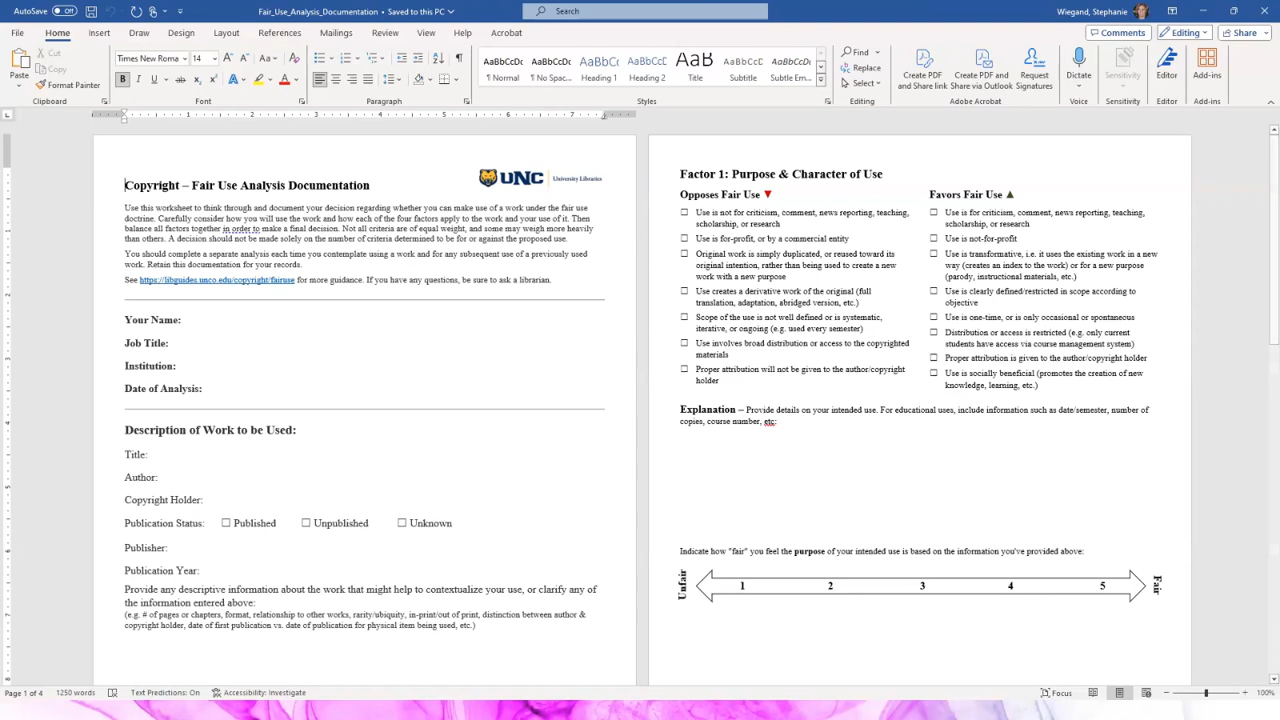 AutoSave Off Fair_Use_Analysis_Documentation • Saved to this PC Search Wiegand, Stephanie
File Home Insert Draw Design Layout References Mailings Review View Help Acrobat Comments Editing Share
Paste Cut Copy Format Painter
Times New Roma 14
AaBbCcDc AaBbCcDc AaBbCc AaBbCcD AaB AaBbCcD AaBbCcDc
¶ Normal ¶ No Spac... Heading 1 Heading 2 Title Subtitle Subtle Em...
Find Replace Select
Create PDF and Share link Create PDF and Share via Outlook Request Signatures Dictate Sensitivity Editor Add-ins
Clipboard Font Paragraph Styles Editing Adobe Acrobat Voice Sensitivity Editor Add-ins
1 2 3 4 5 6 7
Copyright – Fair Use Analysis Documentation
UNC University Libraries
Use this worksheet to think through and document your decision regarding whether you can make use of a work under the fair use
doctrine. Carefully consider how you will use the work and how each of the four factors apply to the work and your use of it. Then
balance all factors together in order to make a final decision. Not all criteria are of equal weight, and some may weigh more heavily
than others. A decision should not be made solely on the number of criteria determined to be for or against the proposed use.
You should complete a separate analysis each time you contemplate using a work and for any subsequent use of a previously used
work. Retain this documentation for your records.
See https://libguides.unco.edu/copyright/fairuse for more guidance. If you have any questions, be sure to ask a librarian.
Your Name:
Job Title:
Institution:
Date of Analysis:
Description of Work to be Used:
Title:
Author:
Copyright Holder:
Publication Status: ☐ Published ☐ Unpublished ☐ Unknown
Publisher:
Publication Year:
Provide any descriptive information about the work that might help to contextualize your use, or clarify any of
the information entered above:
(e.g. # of pages or chapters, format, relationship to other works, rarity/ubiquity, in-print/out of print, distinction between author &
copyright holder, date of first publication vs. date of publication for physical item being used, etc.)
Factor 1: Purpose & Character of Use
Opposes Fair Use ▼
☐ Use is not for criticism, comment, news reporting, teaching,
scholarship, or research
☐ Use is for-profit, or by a commercial entity
☐ Original work is simply duplicated, or reused toward its
original intention, rather than being used to create a new
work with a new purpose
☐ Use creates a derivative work of the original (full
translation, adaptation, abridged version, etc.)
☐ Scope of the use is not well defined or is systematic,
iterative, or ongoing (e.g. used every semester)
☐ Use involves broad distribution or access to the copyrighted
materials
☐ Proper attribution will not be given to the author/copyright
holder
Favors Fair Use ▲
☐ Use is for criticism, comment, news reporting, teaching,
scholarship, or research
☐ Use is not-for-profit
☐ Use is transformative, i.e. it uses the existing work in a new
way (creates an index to the work) or for a new purpose
(parody, instructional materials, etc.)
☐ Use is clearly defined/restricted in scope according to
objective
☐ Use is one-time, or is only occasional or spontaneous
☐ Distribution or access is restricted (e.g. only current
students have access via course management system)
☐ Proper attribution is given to the author/copyright holder
☐ Use is socially beneficial (promotes the creation of new
knowledge, learning, etc.)
Explanation – Provide details on your intended use. For educational uses, include information such as date/semester, number of
copies, course number, etc:
Indicate how "fair" you feel the purpose of your intended use is based on the information you've provided above:
Unfair 1 2 3 4 5 Fair
Page 1 of 4 1250 words Text Predictions: On Accessibility: Investigate Focus 100%